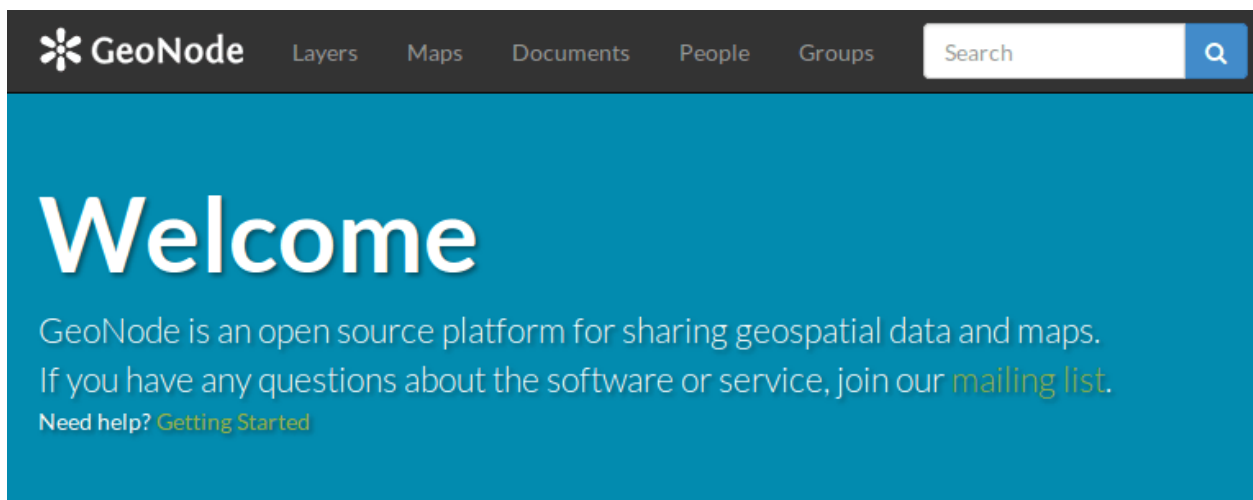 GeoNode Layers Maps Documents People Groups Search
Welcome
GeoNode is an open source platform for sharing geospatial data and maps.
If you have any questions about the software or service, join our mailing list.
Need help? Getting Started